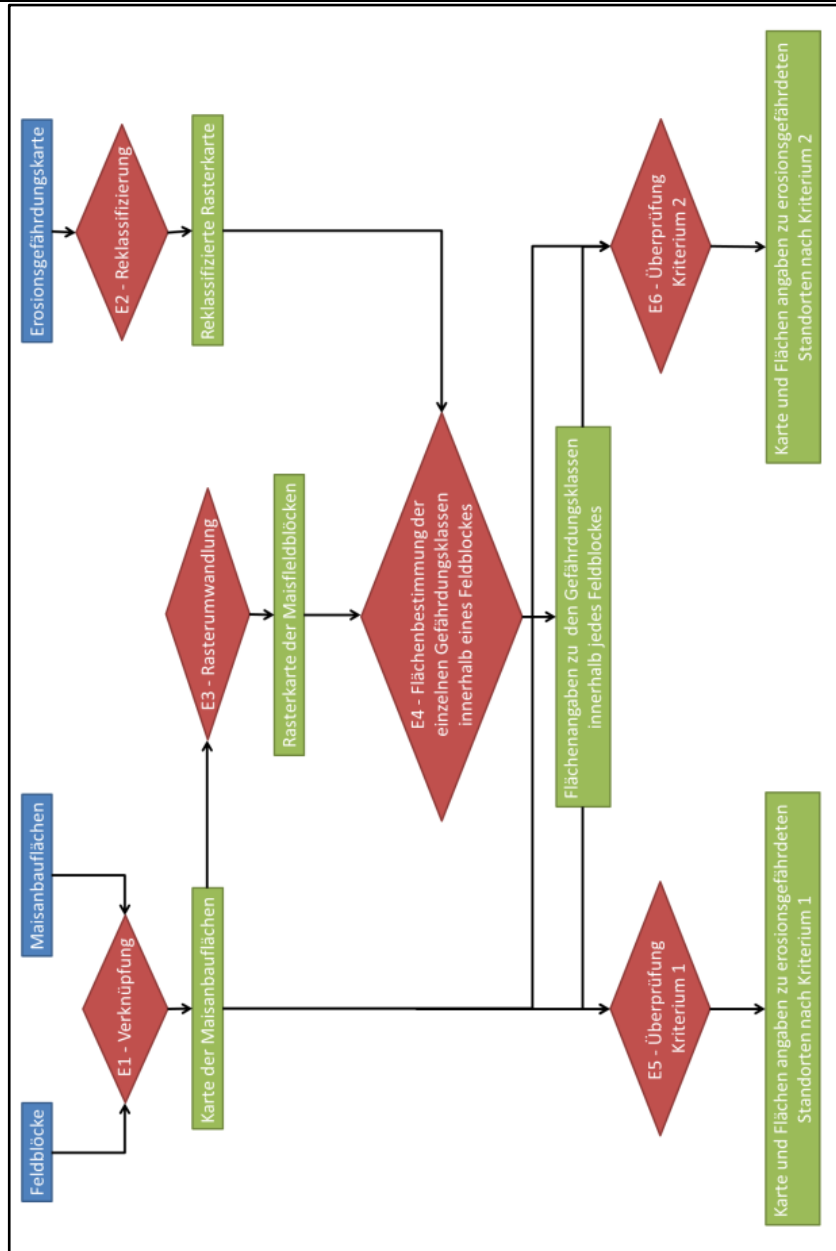 Feldblöcke
Maisanbauflächen
Erosionsgefährdungskarte
E1 - Verknüpfung
E2 - Reklassifizierung
Karte der Maisanbauflächen
Reklassifizierte Rasterkarte
E3 - Rasterumwandlung
Rasterkarte der Maisfleldblöcken
E4 - Flächenbestimmung der
einzelnen Gefährdungsklassen
innerhalb eines Feldblockes
Flächenangaben zu den Gefährdungsklassen
innerhalb jedes Feldblockes
E5 - Überprüfung
Kriterium 1
E6 - Überprüfung
Kriterium 2
Karte und Flächen angaben zu erosionsgefährdeten
Standorten nach Kriterium 1
Karte und Flächen angaben zu erosionsgefährdeten
Standorten nach Kriterium 2